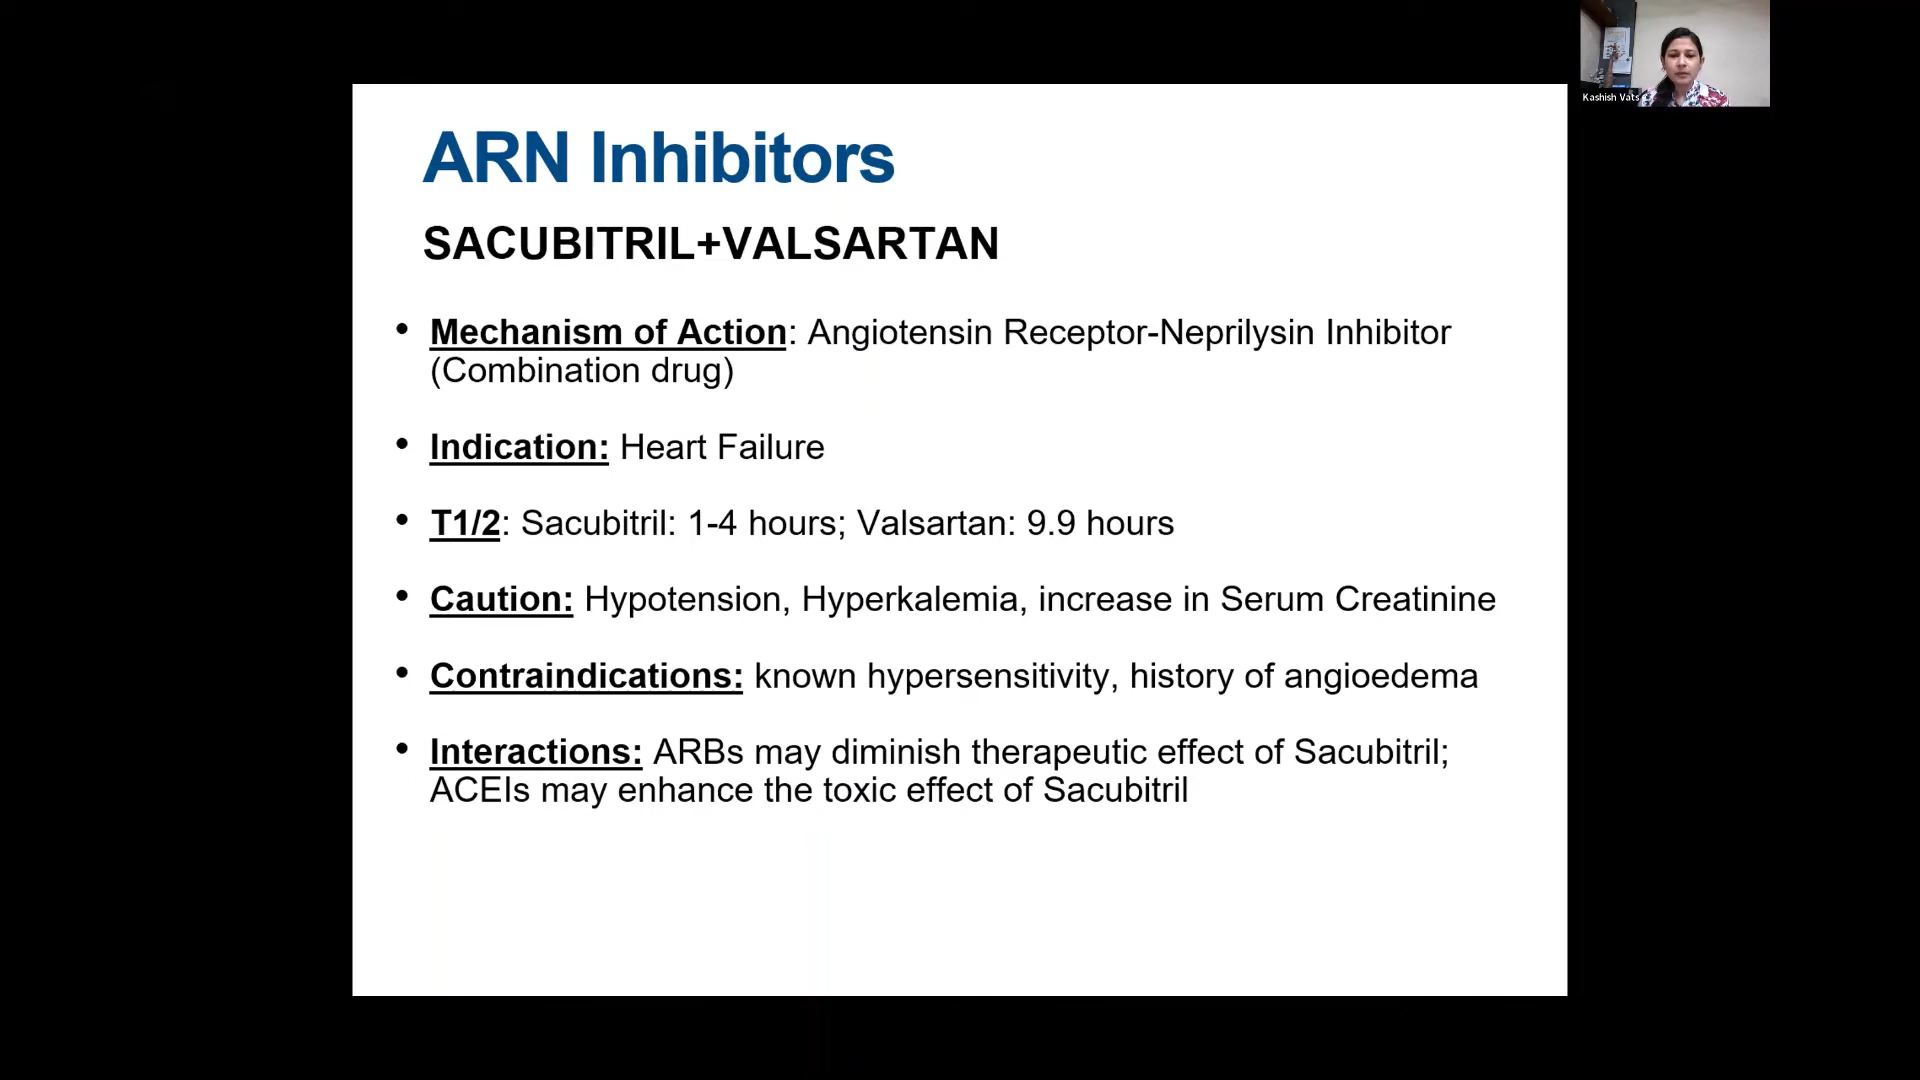 Kashish Vats
ARN Inhibitors
SACUBITRIL+VALSARTAN
• Mechanism of Action: Angiotensin Receptor-Neprilysin Inhibitor
(Combination drug)
• Indication: Heart Failure
• T1/2: Sacubitril: 1-4 hours; Valsartan: 9.9 hours
• Caution: Hypotension, Hyperkalemia, increase in Serum Creatinine
• Contraindications: known hypersensitivity, history of angioedema
• Interactions: ARBs may diminish therapeutic effect of Sacubitril;
ACEIs may enhance the toxic effect of Sacubitril